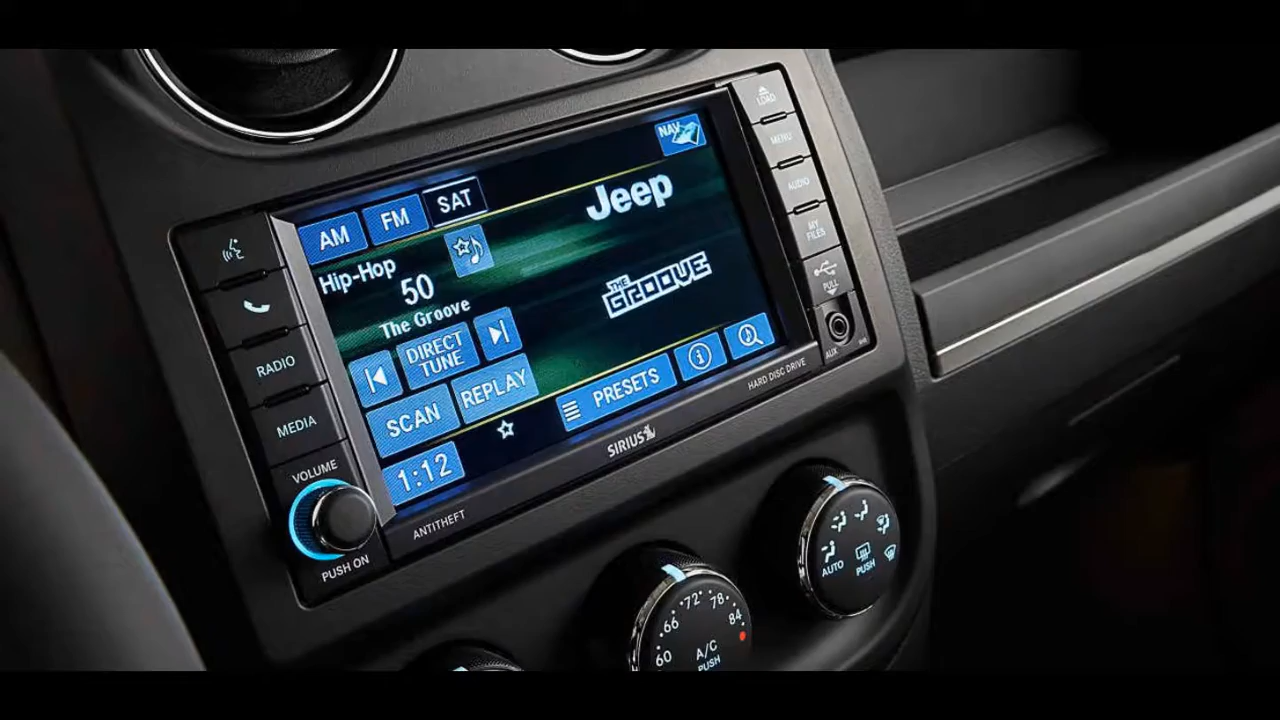 NAV
AM
FM
SAT
Jeep
Hip-Hop
50
The Groove
THE GROOVE
DIRECT
TUNE
SCAN
REPLAY
PRESETS
1:12
SIRIUS
HARD DISC DRIVE
ANTITHEFT
RADIO
MEDIA
VOLUME
PUSH ON
LOAD
MENU
AUDIO
MY
FILES
PULL
AUX
60
66
72
78
84
A/C
PUSH
AUTO
PUSH